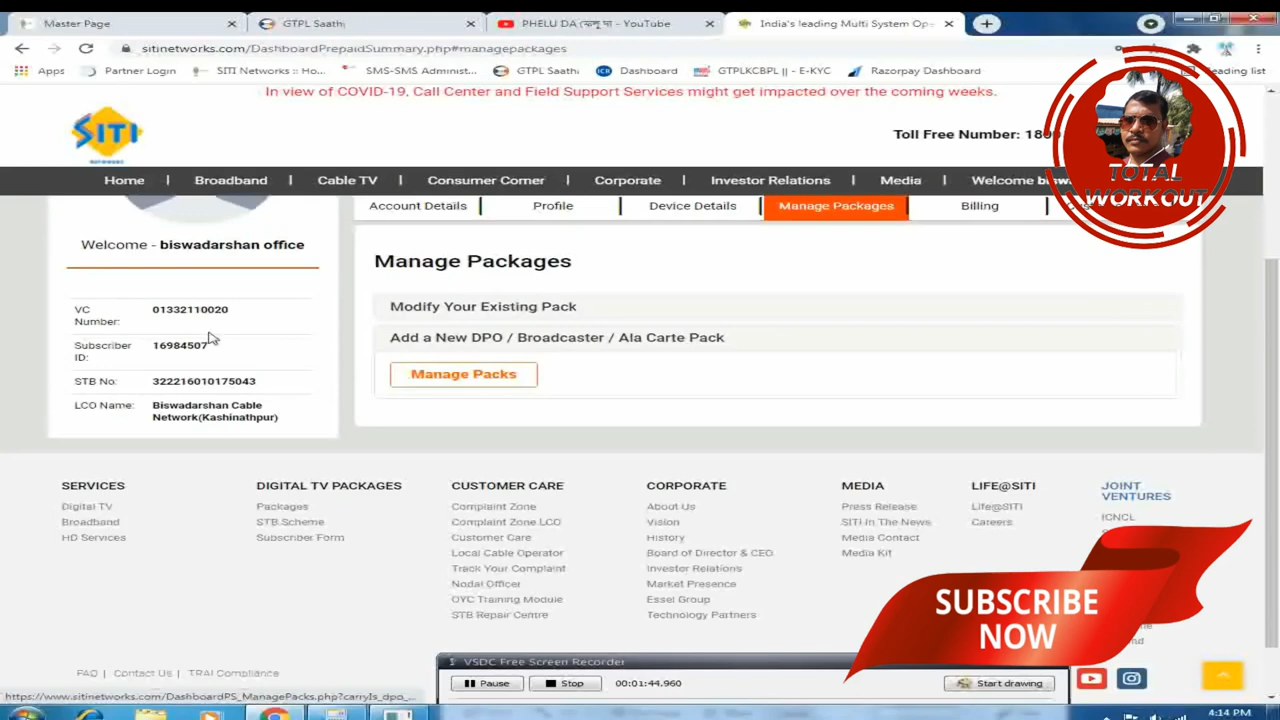 Master Page
GTPL Saathi
PHELU DA (ফেলু দা) - YouTube
India's leading Multi System Ope
sitinetworks.com/DashboardPrepaidSummary.php#managepackages
Apps
Partner Login
SITI Networks :: Ho...
SMS-SMS Administ...
GTPL Saathi
Dashboard
GTPLKCBPL || - E-KYC
Razorpay Dashboard
Reading list
In view of COVID-19, Call Center and Field Support Services might get impacted over the coming weeks.
SITI
NETWORKS
Toll Free Number:
TOTAL
WORKOUT
Home | Broadband | Cable TV | Consumer Corner | Corporate | Investor Relations | Media | Welcome
Account Details
Profile
Device Details
Manage Packages
Billing
Welcome - biswadarshan office
Manage Packages
VC Number: 01332110020
Subscriber ID: 16984507
STB No: 322216010175043
LCO Name: Biswadarshan Cable
Network(Kashinathpur)
Modify Your Existing Pack
Add a New DPO / Broadcaster / Ala Carte Pack
Manage Packs
SERVICES
Digital TV
Broadband
HD Services
DIGITAL TV PACKAGES
Packages
STB Scheme
Subscriber Form
CUSTOMER CARE
Complaint Zone
Complaint Zone LCO
Customer Care
Local Cable Operator
Track Your Complaint
Nodal Officer
OYC Training Module
STB Repair Centre
CORPORATE
About Us
Vision
History
Board of Director & CEO
Investor Relations
Market Presence
Essel Group
Technology Partners
MEDIA
Press Release
SITI In The News
Media Contact
Media Kit
LIFE@SITI
Life@SITI
Careers
JOINT
VENTURES
ICNCL
SUBSCRIBE
NOW
FAQ | Contact Us | TRAI Compliance
https://www.sitinetworks.com/DashboardPS_ManagePacks.php?carryIs_dpo_...
VSDC Free Screen Recorder
Pause
Stop
00:01:44.960
Start drawing
4:14 PM